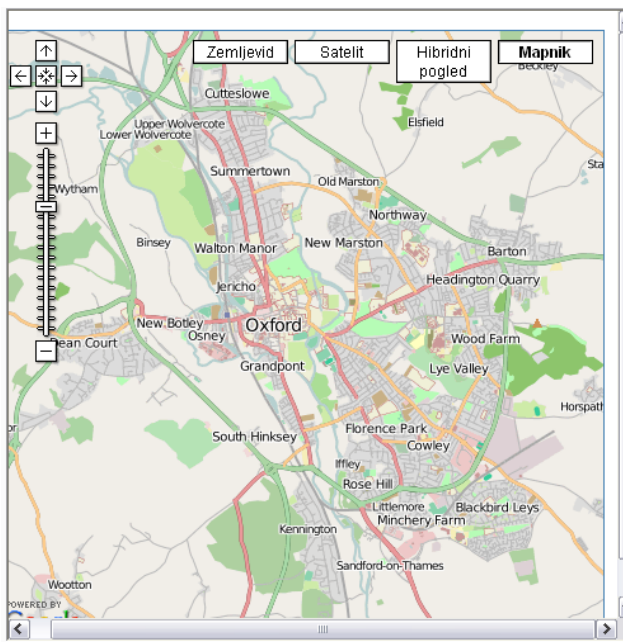 Zemljevid
Satelit
Hibridni
pogled
Mapnik
Beckley
Cutteslowe
Elsfield
Upper Wolvercote
Lower Wolvercote
Summertown
Old Marston
Wytham
Northway
Binsey
Walton Manor
New Marston
Barton
Jericho
Headington Quarry
New Botley
Oxford
Osney
Wood Farm
Dean Court
Grandpont
Lye Valley
Horspath
Florence Park
South Hinksey
Cowley
Iffley
Rose Hill
Littlemore
Blackbird Leys
Minchery Farm
Kennington
Sandford-on-Thames
Wootton
POWERED BY